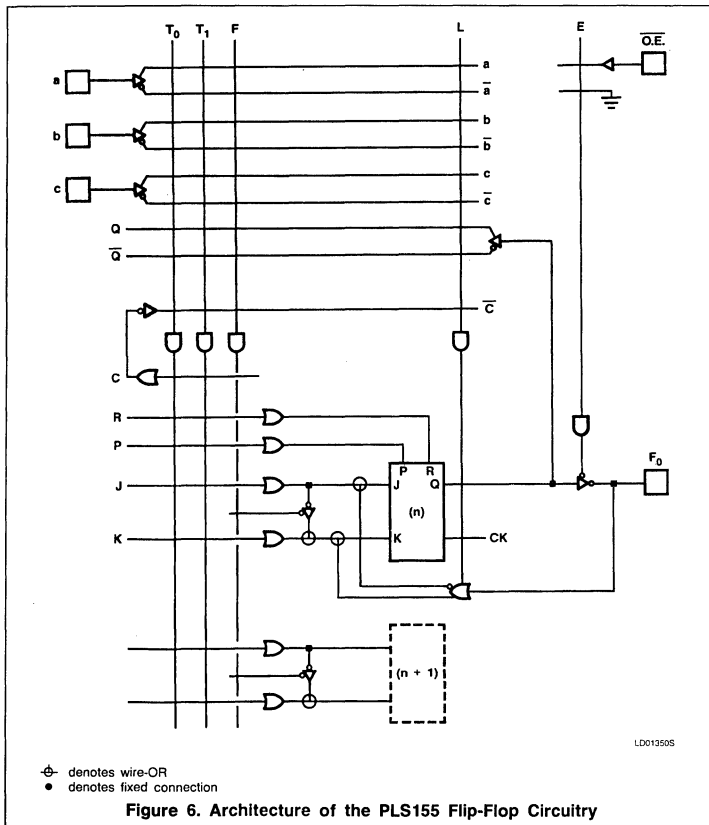 T0 T1 F L E
O.E.
a a
a̅
b b
b̅
c c
c̅
Q
Q̅
C̅
C
R
P
P R
J J Q F0
(n)
K K CK
(n + 1)
LD01350S
denotes wire-OR
denotes fixed connection
Figure 6. Architecture of the PLS155 Flip-Flop Circuitry